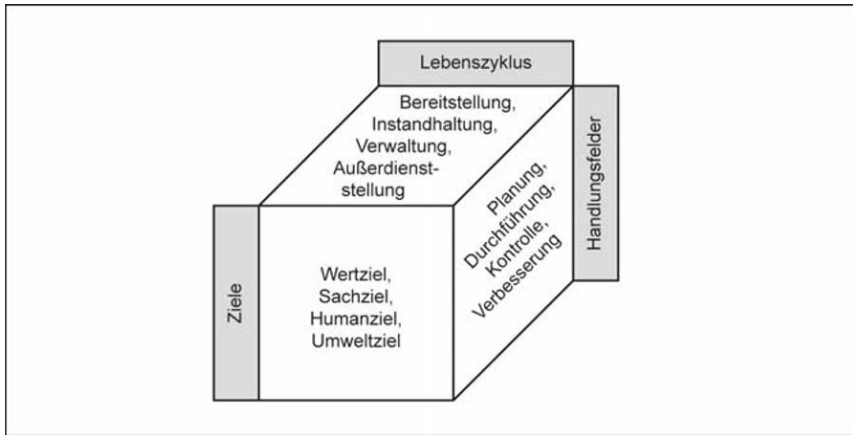 Lebenszyklus
Bereitstellung,
Instandhaltung,
Verwaltung,
Außerdienst-
stellung
Handlungsfelder
Planung,
Durchführung,
Kontrolle,
Verbesserung
Ziele
Wertziel,
Sachziel,
Humanziel,
Umweltziel